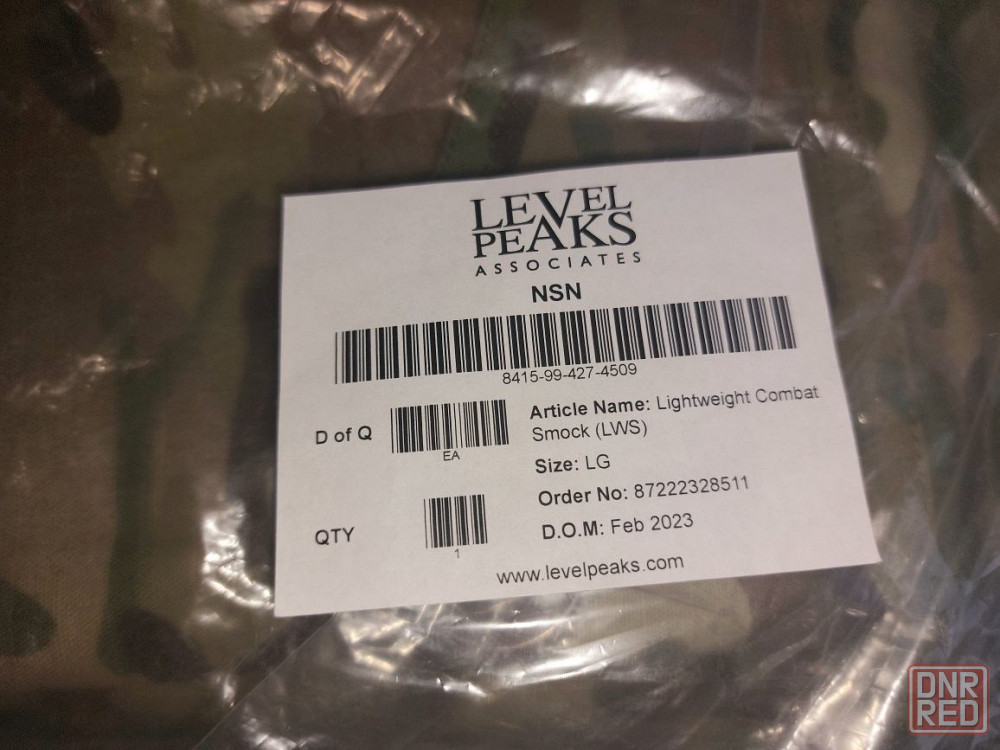 LEVEL
PEAKS
ASSOCIATES
NSN
8415-99-427-4509
D of Q
EA
Article Name: Lightweight Combat
Smock (LWS)
Size: LG
Order No: 87222328511
QTY
1
D.O.M: Feb 2023
www.levelpeaks.com
DNR
RED